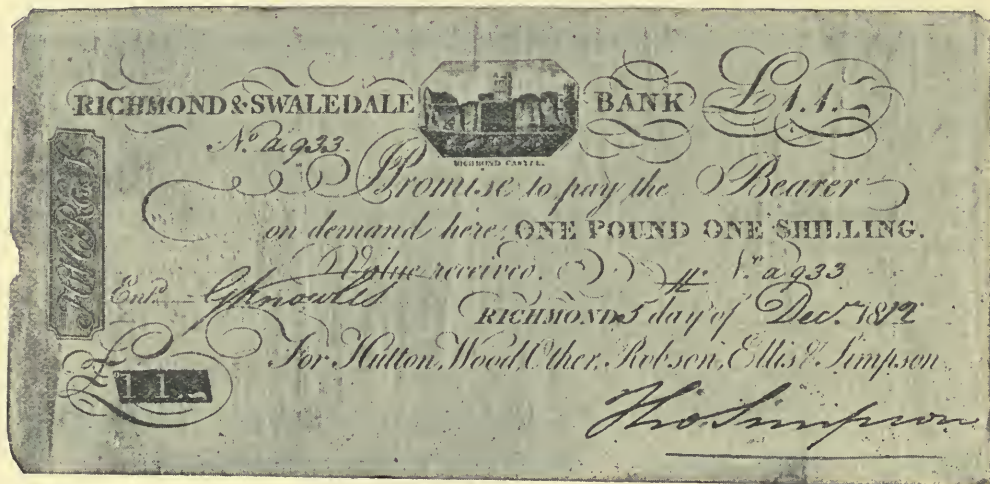 RICHMOND & SWALEDALE BANK £1.1.-
RICHMOND CASTLE.
No. a 933
I Promise to pay the Bearer
on demand here, ONE POUND ONE SHILLING.
Value received. No. a 933
Entd. GKnowles
RICHMOND 5 day of Decr. 1812
For Hutton, Wood, Other, Robson, Ellis & Simpson
£ 1.1.-
Tho. Simpson